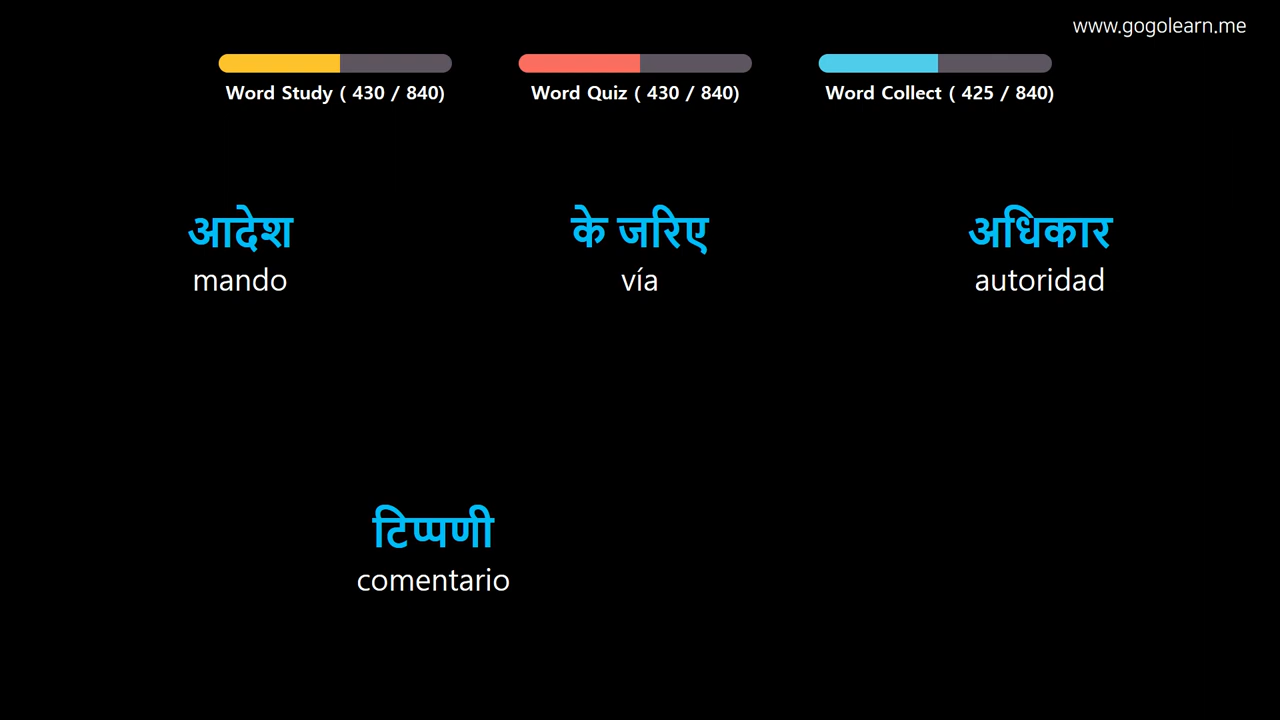 www.gogolearn.me
Word Study ( 430 / 840)
Word Quiz ( 430 / 840)
Word Collect ( 425 / 840)
आदेश
mando
के जरिए
vía
अधिकार
autoridad
टिप्पणी
comentario